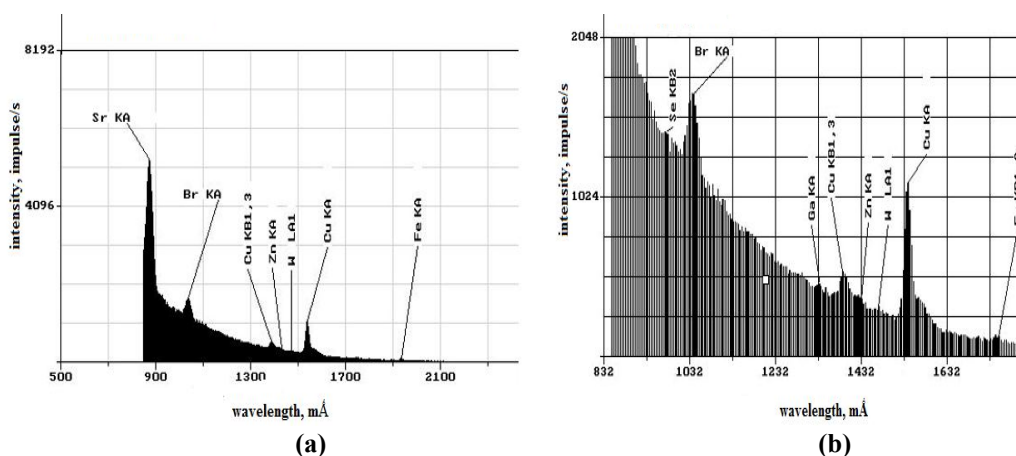 8192
4096
intensity, impulse/s
Sr KA
Br KA
Cu KB1,3
Zn KA
W LA1
Cu KA
Fe KA
500 900 1300 1700 2100
wavelength, mÅ
(a)
2048
1024
intensity, impulse/s
Se KB2
Br KA
Ga KA
Cu KB1,3
Zn KA
W LA1
Cu KA
832 1032 1232 1432 1632
wavelength, mÅ
(b)